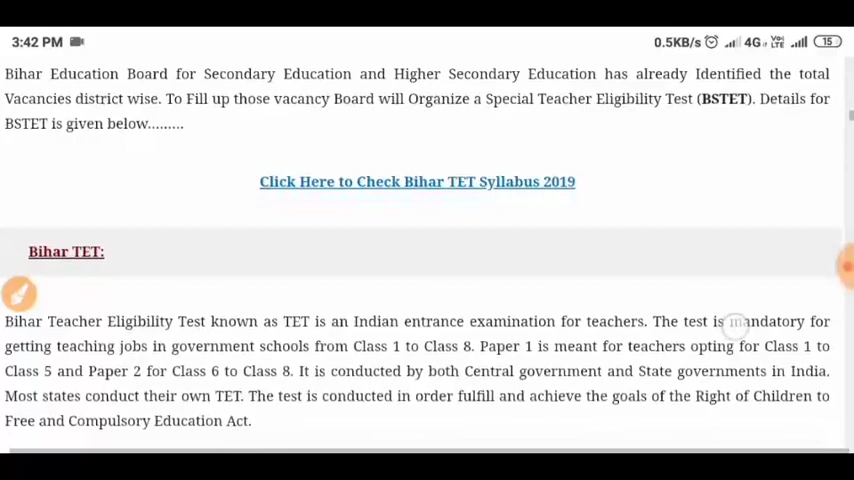 3:42 PM
0.5KB/s 4G Vo LTE 15
Bihar Education Board for Secondary Education and Higher Secondary Education has already Identified the total
Vacancies district wise. To Fill up those vacancy Board will Organize a Special Teacher Eligibility Test (BSTET). Details for
BSTET is given below.........
Click Here to Check Bihar TET Syllabus 2019
Bihar TET:
Bihar Teacher Eligibility Test known as TET is an Indian entrance examination for teachers. The test is mandatory for
getting teaching jobs in government schools from Class 1 to Class 8. Paper 1 is meant for teachers opting for Class 1 to
Class 5 and Paper 2 for Class 6 to Class 8. It is conducted by both Central government and State governments in India.
Most states conduct their own TET. The test is conducted in order fulfill and achieve the goals of the Right of Children to
Free and Compulsory Education Act.